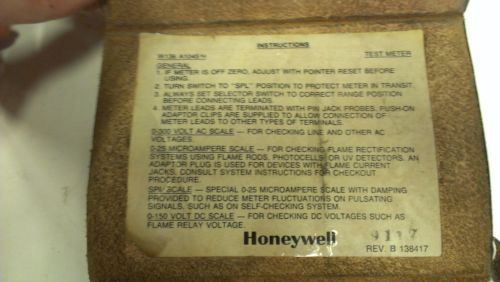 INSTRUCTIONS
W136 A1045 TEST METER
GENERAL
1. IF METER IS OFF ZERO, ADJUST WITH POINTER RESET BEFORE
USING.
2. TURN SWITCH TO "SPL" POSITION TO PROTECT METER IN TRANSIT.
3. ALWAYS SET SELECTOR SWITCH TO CORRECT RANGE POSITION
BEFORE CONNECTING LEADS.
4. METER LEADS ARE TERMINATED WITH PIN JACK PROBES. PUSH-ON
ADAPTOR CLIPS ARE SUPPLIED TO ALLOW CONNECTION OF
METER LEADS TO OTHER TYPES OF TERMINALS.
0-300 VOLT AC SCALE — FOR CHECKING LINE AND OTHER AC
VOLTAGES.
0-25 MICROAMPERE SCALE — FOR CHECKING FLAME RECTIFICATION
SYSTEMS USING FLAME RODS, PHOTOCELLS, OR UV DETECTORS. AN
ADAPTOR PLUG IS USED FOR DEVICES WITH FLAME CURRENT
JACKS. CONSULT SYSTEM INSTRUCTIONS FOR CHECKOUT
PROCEDURE.
SPL SCALE — SPECIAL 0-25 MICROAMPERE SCALE WITH DAMPING
PROVIDED TO REDUCE METER FLUCTUATIONS ON PULSATING
SIGNALS, SUCH AS ON SELF-CHECKING SYSTEM.
0-150 VOLT DC SCALE — FOR CHECKING DC VOLTAGES SUCH AS
FLAME RELAY VOLTAGE.
Honeywell 9117
REV. B 138417